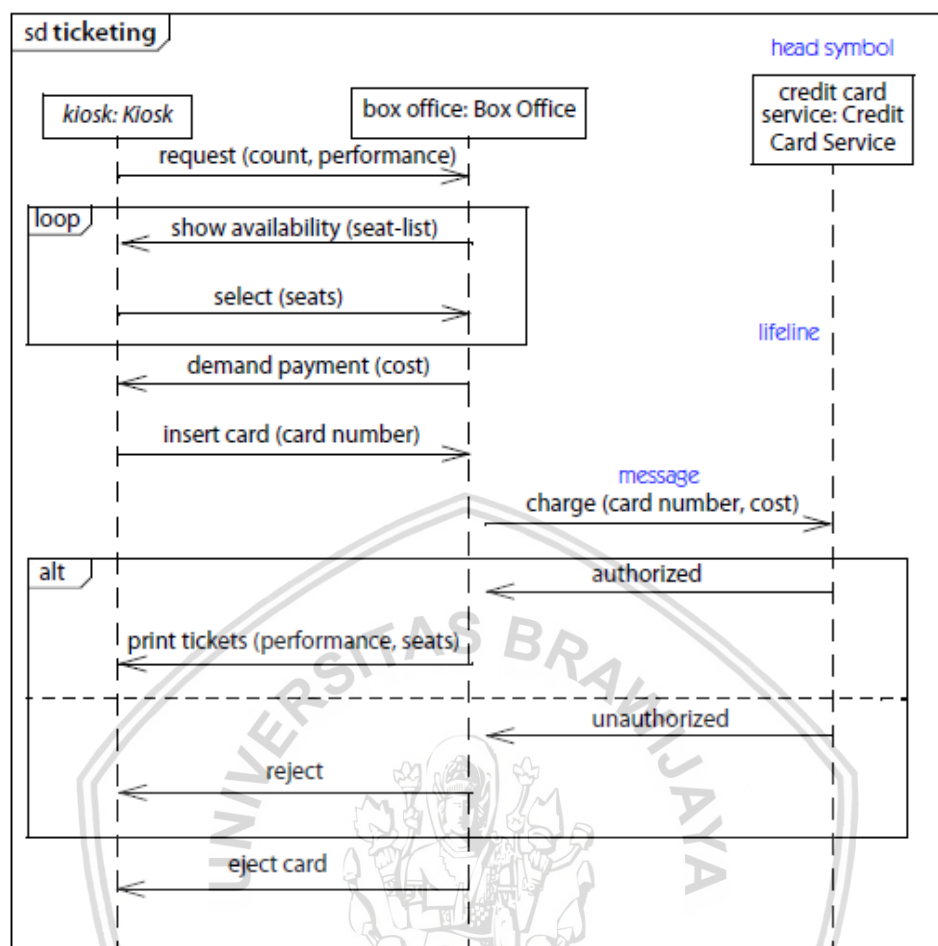 sd ticketing
head symbol
kiosk: Kiosk
box office: Box Office
credit card
service: Credit
Card Service
request (count, performance)
loop
show availability (seat-list)
select (seats)
lifeline
demand payment (cost)
insert card (card number)
message
charge (card number, cost)
alt
authorized
print tickets (performance, seats)
unauthorized
reject
eject card
UNIVERSITAS BRAWIJAYA